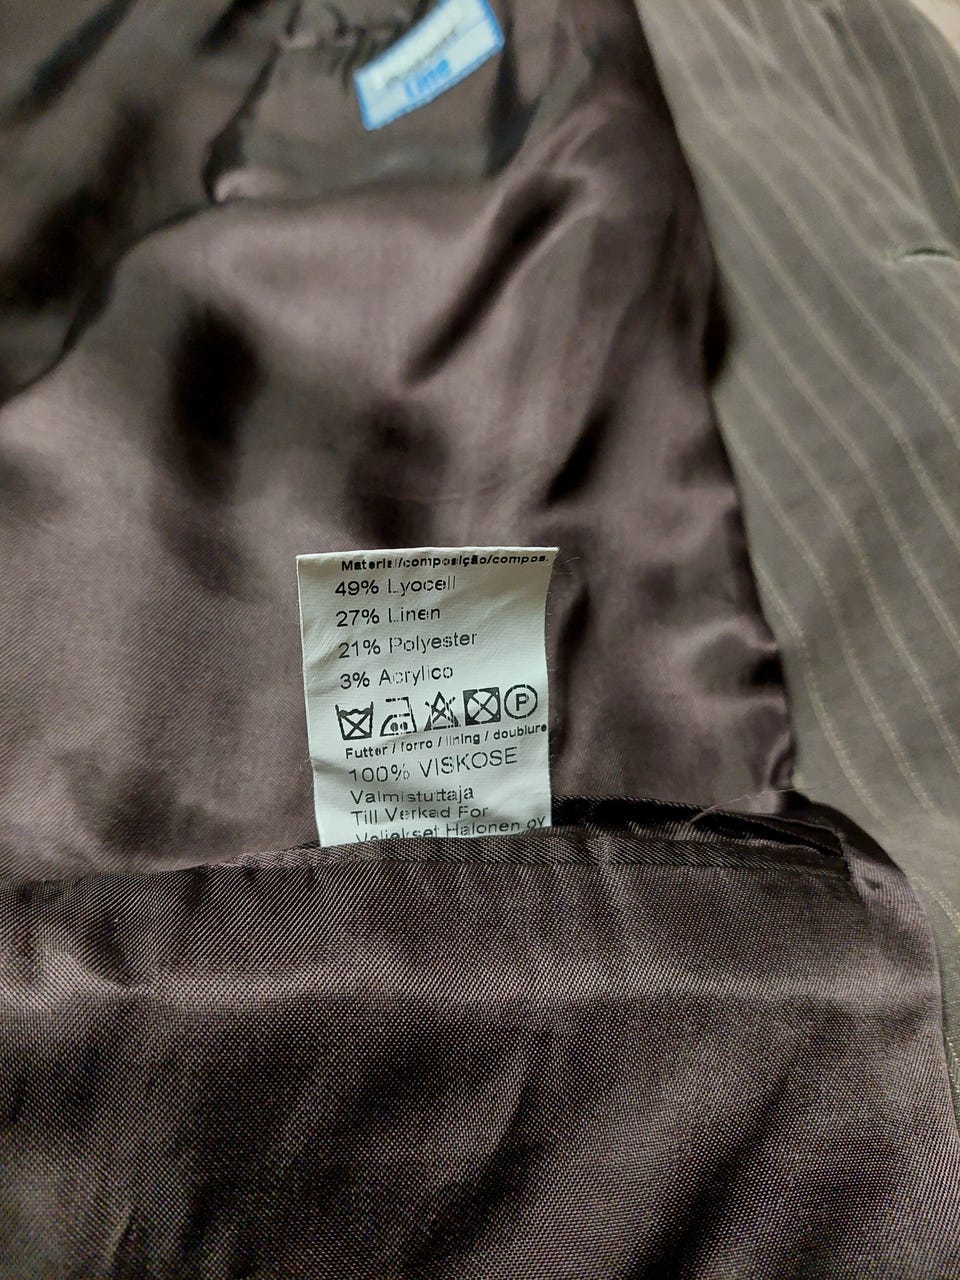 Line
Material/composição/compos.
49% Lyocell
27% Linen
21% Polyester
3% Acrylico
P
Futter / forro / lining / doublure
100% VISKOSE
Valmistuttaja
Till Verkad For
Veljekset Halonen oy